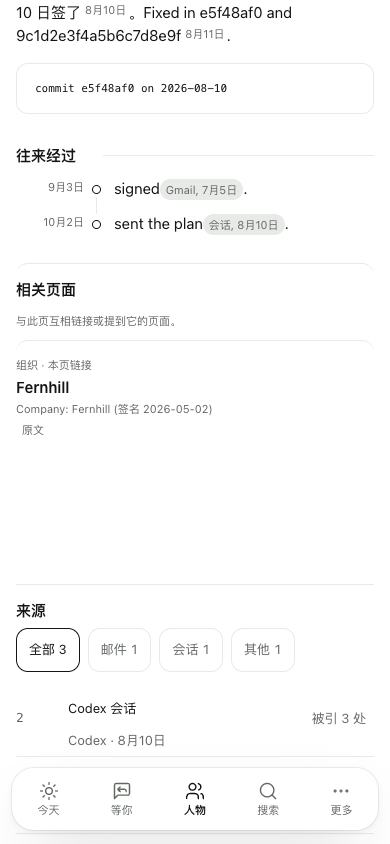 10 日签了 8月10日 。Fixed in e5f48af0 and
9c1d2e3f4a5b6c7d8e9f 8月11日 .
commit e5f48af0 on 2026-08-10
往来经过
9月3日 signed Gmail, 7月5日 .
10月2日 sent the plan 会话, 8月10日 .
相关页面
与此页互相链接或提到它的页面。
组织 · 本页链接
Fernhill
Company: Fernhill (签名 2026-05-02)
原文
来源
全部 3 邮件 1 会话 1 其他 1
2 Codex 会话 被引 3 处
Codex · 8月10日
今天 等你 人物 搜索 更多